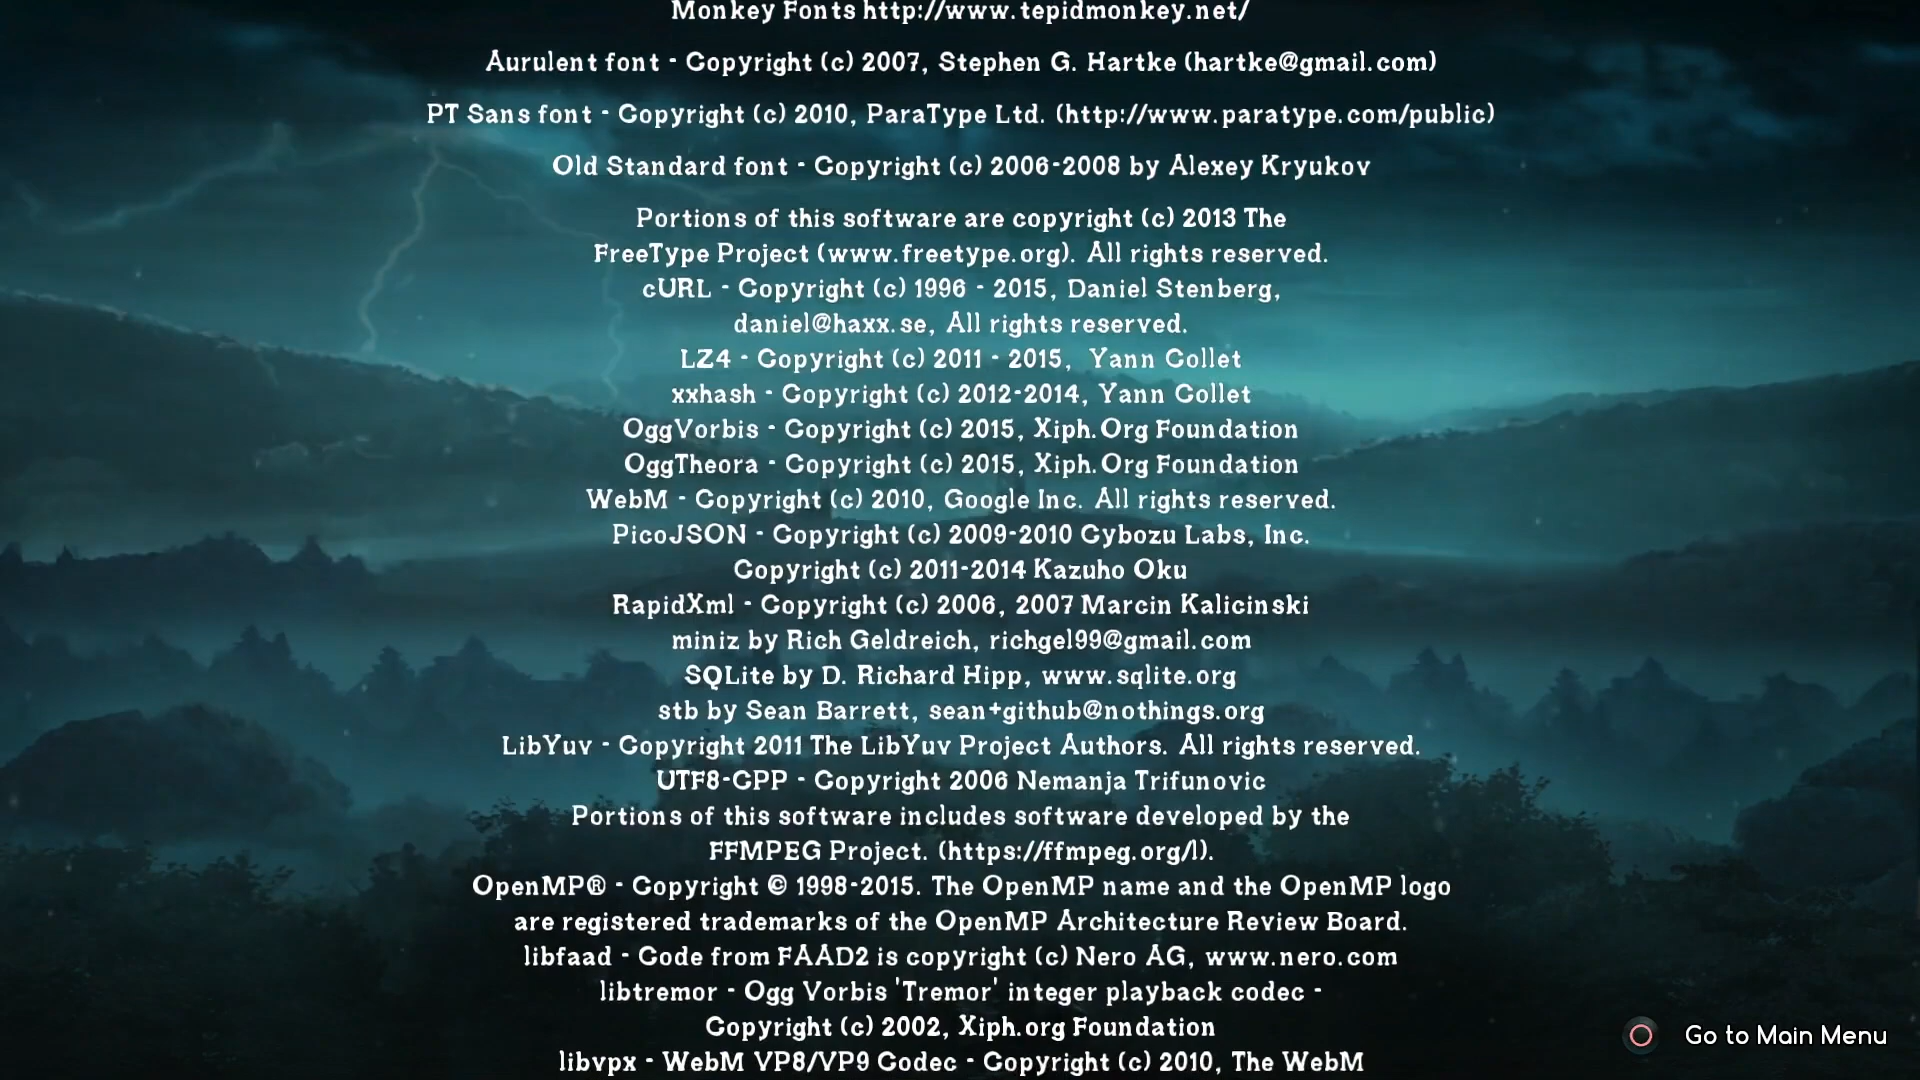 Monkey Fonts http://www.tepidmonkey.net/
Aurulent font - Copyright (c) 2007, Stephen G. Hartke (hartke@gmail.com)
PT Sans font - Copyright (c) 2010, ParaType Ltd. (http://www.paratype.com/public)
Old Standard font - Copyright (c) 2006-2008 by Alexey Kryukov
Portions of this software are copyright (c) 2013 The
FreeType Project (www.freetype.org). All rights reserved.
cURL - Copyright (c) 1996 - 2015, Daniel Stenberg,
daniel@haxx.se, All rights reserved.
LZ4 - Copyright (c) 2011 - 2015, Yann Collet
xxhash - Copyright (c) 2012-2014, Yann Collet
OggVorbis - Copyright (c) 2015, Xiph.Org Foundation
OggTheora - Copyright (c) 2015, Xiph.Org Foundation
WebM - Copyright (c) 2010, Google Inc. All rights reserved.
PicoJSON - Copyright (c) 2009-2010 Cybozu Labs, Inc.
Copyright (c) 2011-2014 Kazuho Oku
RapidXml - Copyright (c) 2006, 2007 Marcin Kalicinski
miniz by Rich Geldreich, richgel99@gmail.com
SQLite by D. Richard Hipp, www.sqlite.org
stb by Sean Barrett, sean+github@nothings.org
LibYuv - Copyright 2011 The LibYuv Project Authors. All rights reserved.
UTF8-CPP - Copyright 2006 Nemanja Trifunovic
Portions of this software includes software developed by the
FFMPEG Project. (https://ffmpeg.org/l).
OpenMP® - Copyright © 1998-2015. The OpenMP name and the OpenMP logo
are registered trademarks of the OpenMP Architecture Review Board.
libfaad - Code from FAAD2 is copyright (c) Nero AG, www.nero.com
libtremor - Ogg Vorbis 'Tremor' integer playback codec -
Copyright (c) 2002, Xiph.org Foundation
libvpx - WebM VP8/VP9 Codec - Copyright (c) 2010, The WebM
Go to Main Menu